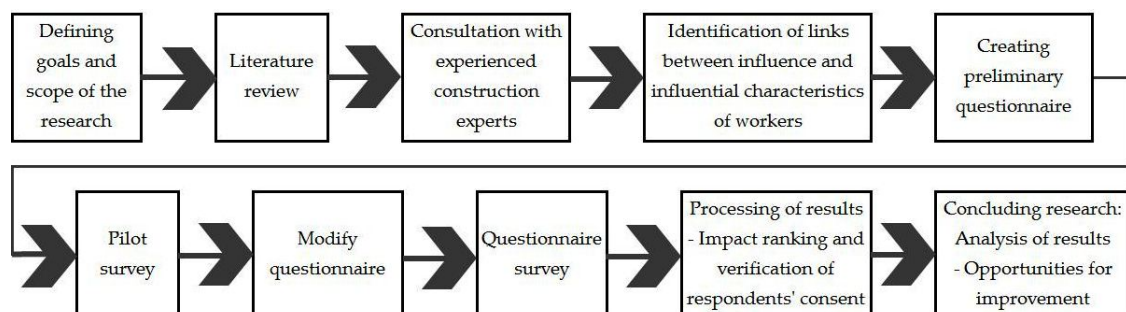 Defining
goals and
scope of the
research
Literature
review
Consultation with
experienced
construction
experts
Identification of links
between influence and
influential characteristics
of workers
Creating
preliminary
questionnaire
Pilot
survey
Modify
questionnaire
Questionnaire
survey
Processing of results
- Impact ranking and
verification of
respondents' consent
Concluding research:
Analysis of results
- Opportunities for
improvement